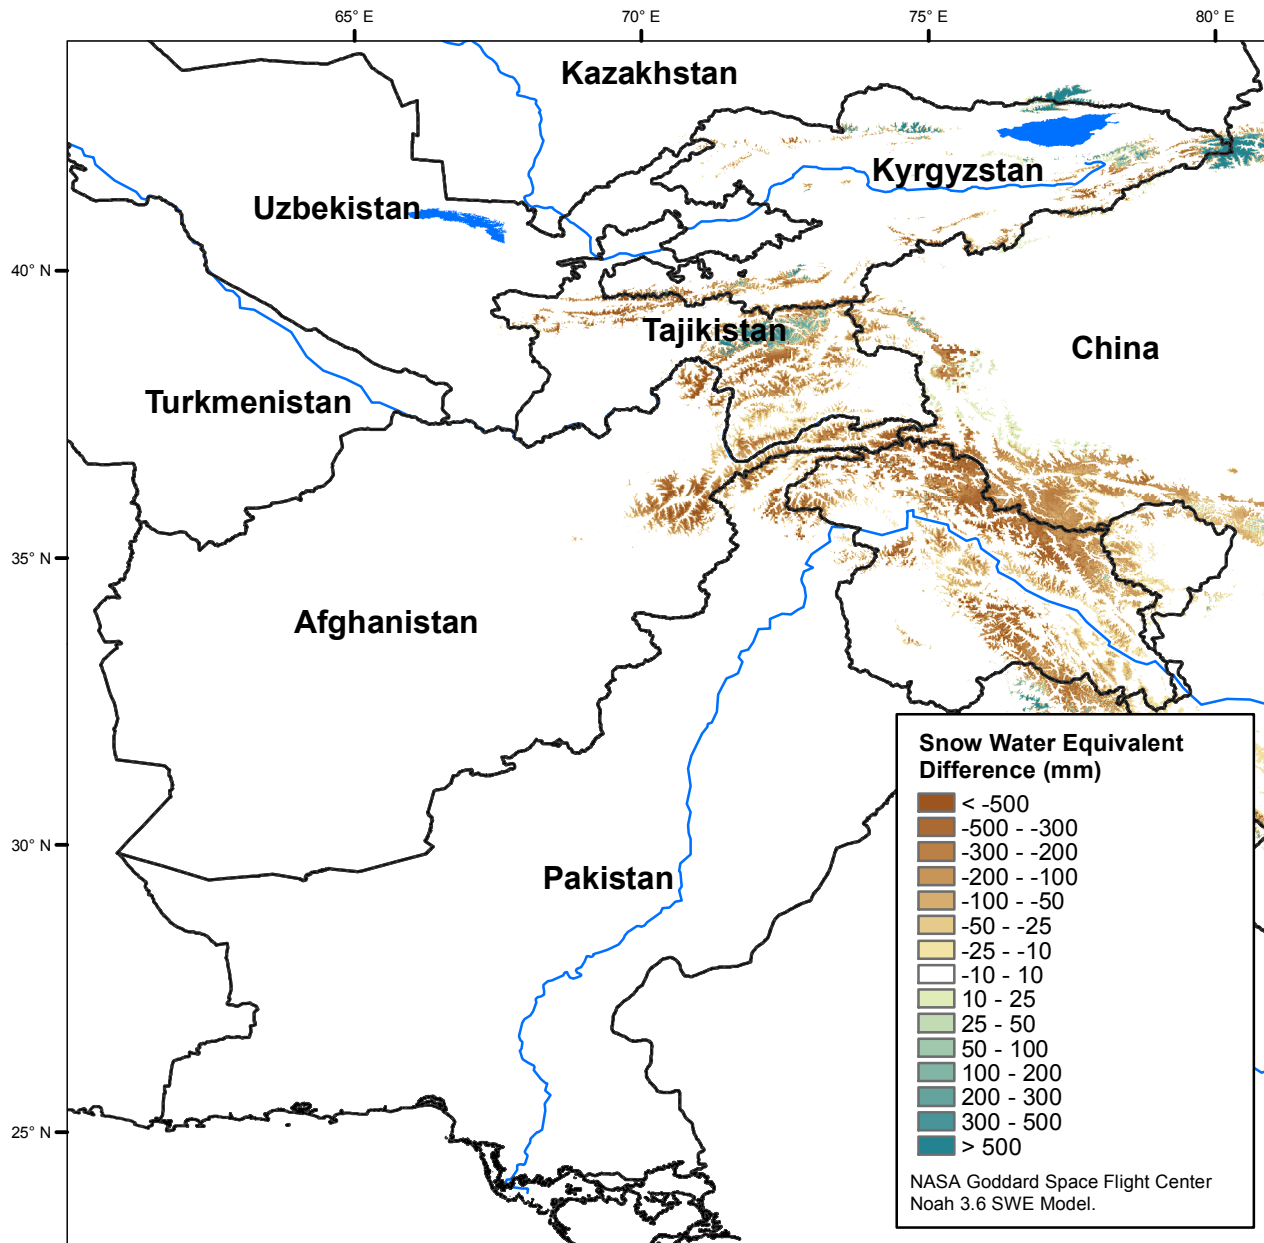 65° E
70° E
75° E
80° E
Kazakhstan
Kyrgyzstan
Uzbekistan
40° N
Tajikistan
China
Turkmenistan
35° N
Afghanistan
Snow Water Equivalent
Difference (mm)
< -500
-500 - -300
-300 - -200
-200 - -100
-100 - -50
-50 - -25
-25 - -10
-10 - 10
10 - 25
25 - 50
50 - 100
100 - 200
200 - 300
300 - 500
> 500
30° N
Pakistan
25° N
NASA Goddard Space Flight Center
Noah 3.6 SWE Model.